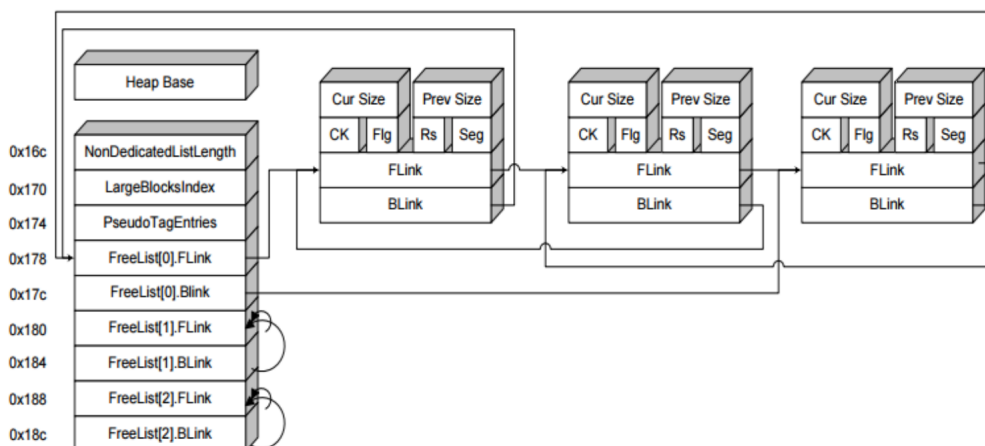 Heap Base
0x16c NonDedicatedListLength
0x170 LargeBlocksIndex
0x174 PseudoTagEntries
0x178 FreeList[0].FLink
0x17c FreeList[0].Blink
0x180 FreeList[1].FLink
0x184 FreeList[1].BLink
0x188 FreeList[2].FLink
0x18c FreeList[2].BLink
Cur Size Prev Size
CK Flg Rs Seg
FLink
BLink
Cur Size Prev Size
CK Flg Rs Seg
FLink
BLink
Cur Size Prev Size
CK Flg Rs Seg
FLink
BLink